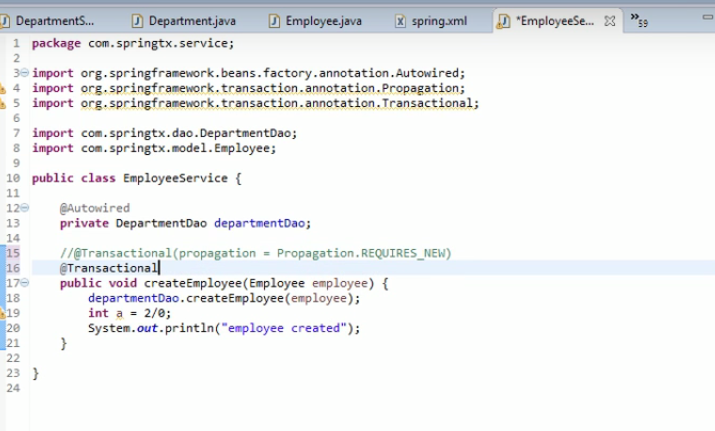 DepartmentS... Department.java Employee.java spring.xml *EmployeeSe... »59
1 package com.springtx.service;
2
3 import org.springframework.beans.factory.annotation.Autowired;
4 import org.springframework.transaction.annotation.Propagation;
5 import org.springframework.transaction.annotation.Transactional;
6
7 import com.springtx.dao.DepartmentDao;
8 import com.springtx.model.Employee;
9
10 public class EmployeeService {
11
12 @Autowired
13 private DepartmentDao departmentDao;
14
15 //@Transactional(propagation = Propagation.REQUIRES_NEW)
16 @Transactional
17 public void createEmployee(Employee employee) {
18 departmentDao.createEmployee(employee);
19 int a = 2/0;
20 System.out.println("employee created");
21 }
22
23 }
24